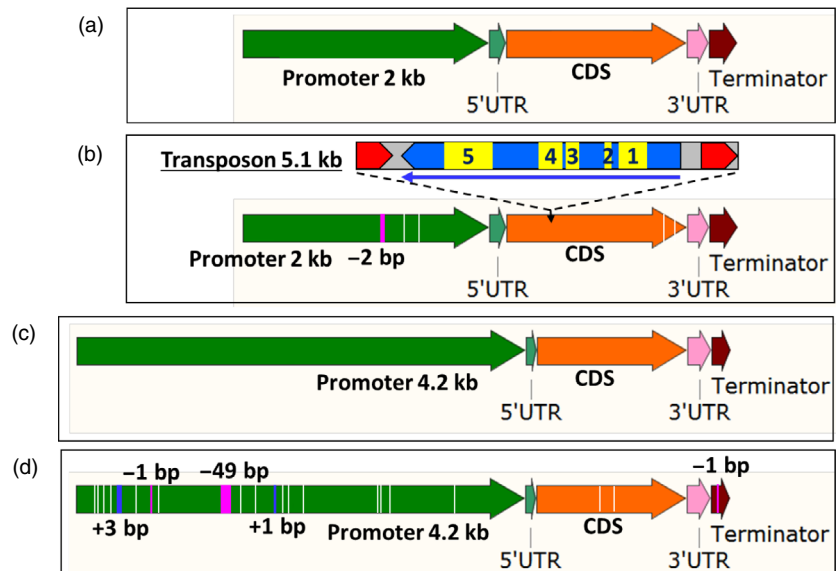 (a)
Promoter 2 kb
CDS
Terminator
5'UTR
3'UTR
(b)
Transposon 5.1 kb
5 4 3 2 1
Promoter 2 kb
−2 bp
CDS
Terminator
5'UTR
3'UTR
(c)
Promoter 4.2 kb
CDS
Terminator
5'UTR
3'UTR
(d)
−1 bp
−49 bp
−1 bp
+3 bp
+1 bp
Promoter 4.2 kb
CDS
Terminator
5'UTR
3'UTR